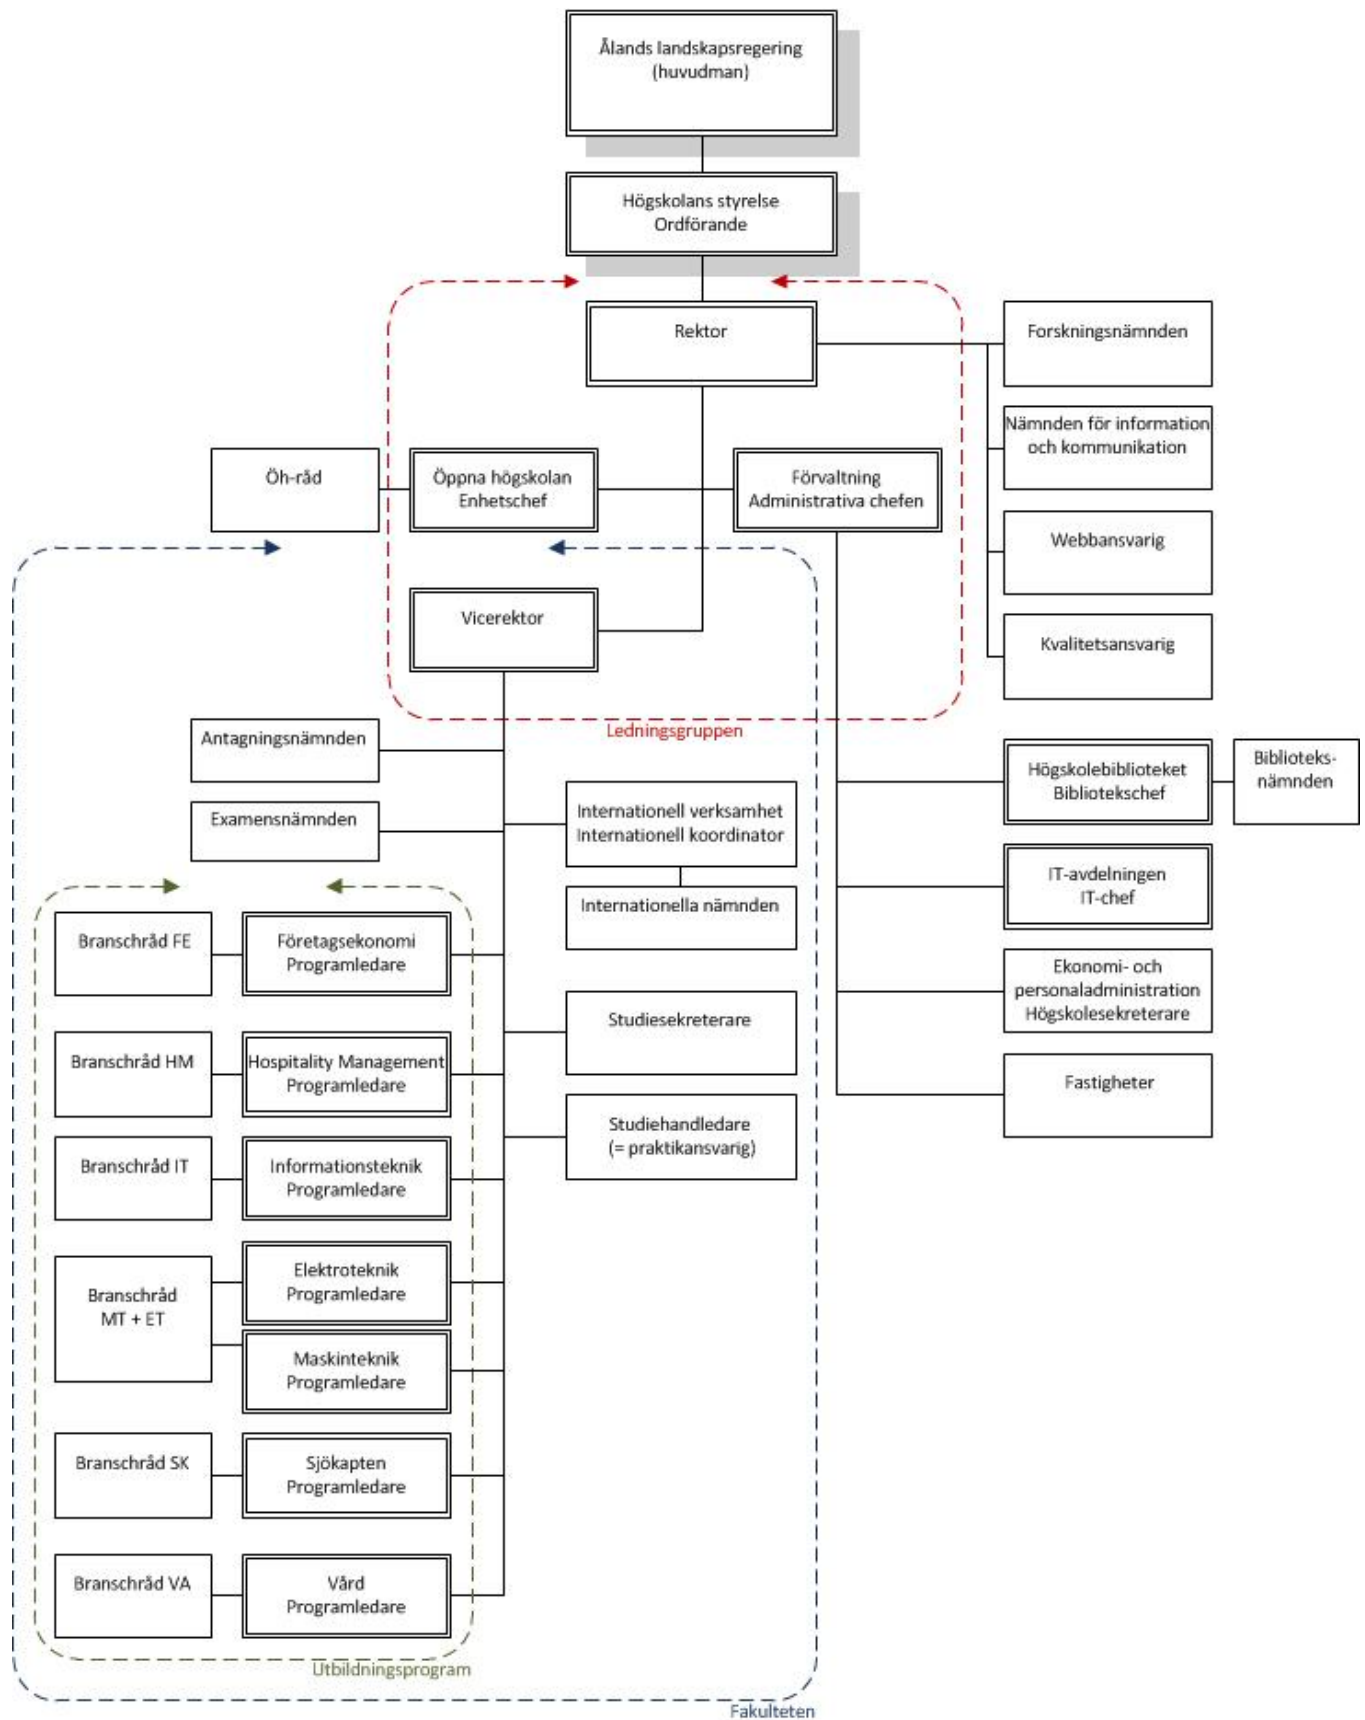 Ålands landskapsregering
(huvudman)
Högskolans styrelse
Ordförande
Rektor
Forskningsnämnden
Nämnden för information
och kommunikation
Webbansvarig
Kvalitetsansvarig
Öh-råd
Öppna högskolan
Enhetschef
Förvaltning
Administrativa chefen
Vicerektor
Ledningsgruppen
Antagningsnämnden
Examensnämnden
Internationell verksamhet
Internationell koordinator
Internationella nämnden
Studiesekreterare
Studiehandledare
(= praktikansvarig)
Högskolebiblioteket
Bibliotekschef
Biblioteks-
nämnden
IT-avdelningen
IT-chef
Ekonomi- och
personaladministration
Högskolesekreterare
Fastigheter
Branschråd FE
Företagsekonomi
Programledare
Branschråd HM
Hospitality Management
Programledare
Branschråd IT
Informationsteknik
Programledare
Branschråd
MT + ET
Elektroteknik
Programledare
Maskinteknik
Programledare
Branschråd SK
Sjökapten
Programledare
Branschråd VA
Vård
Programledare
Utbildningsprogram
Fakulteten